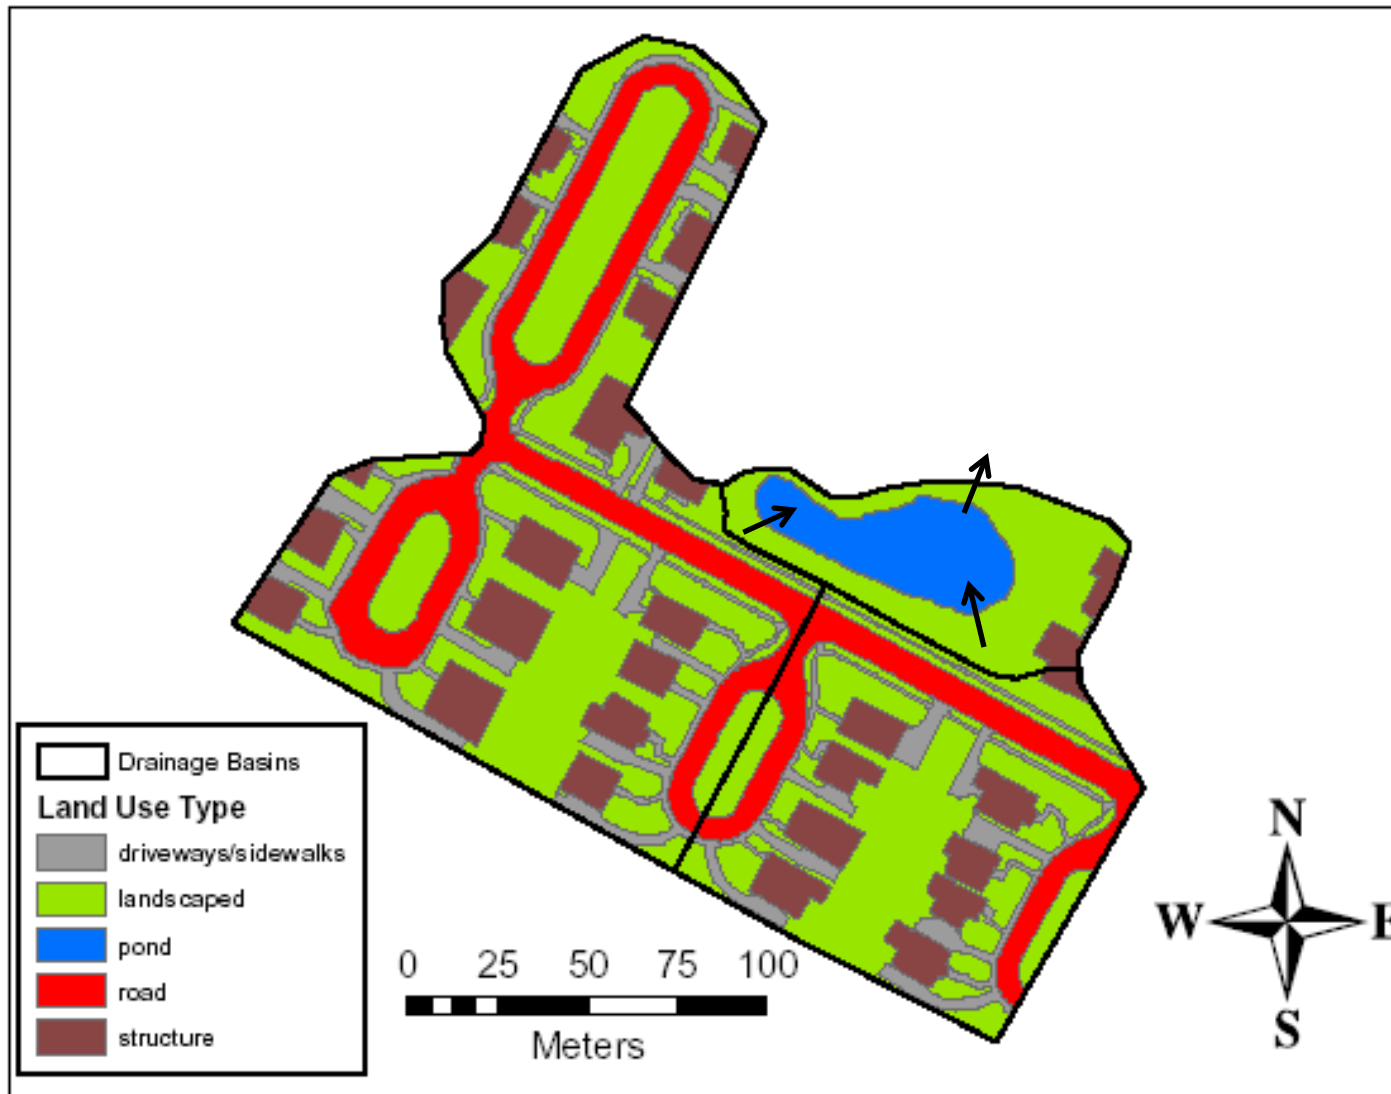 Drainage Basins
Land Use Type
driveways/sidewalks
landscaped
pond
road
structure
0 25 50 75 100
Meters
N
W E
S